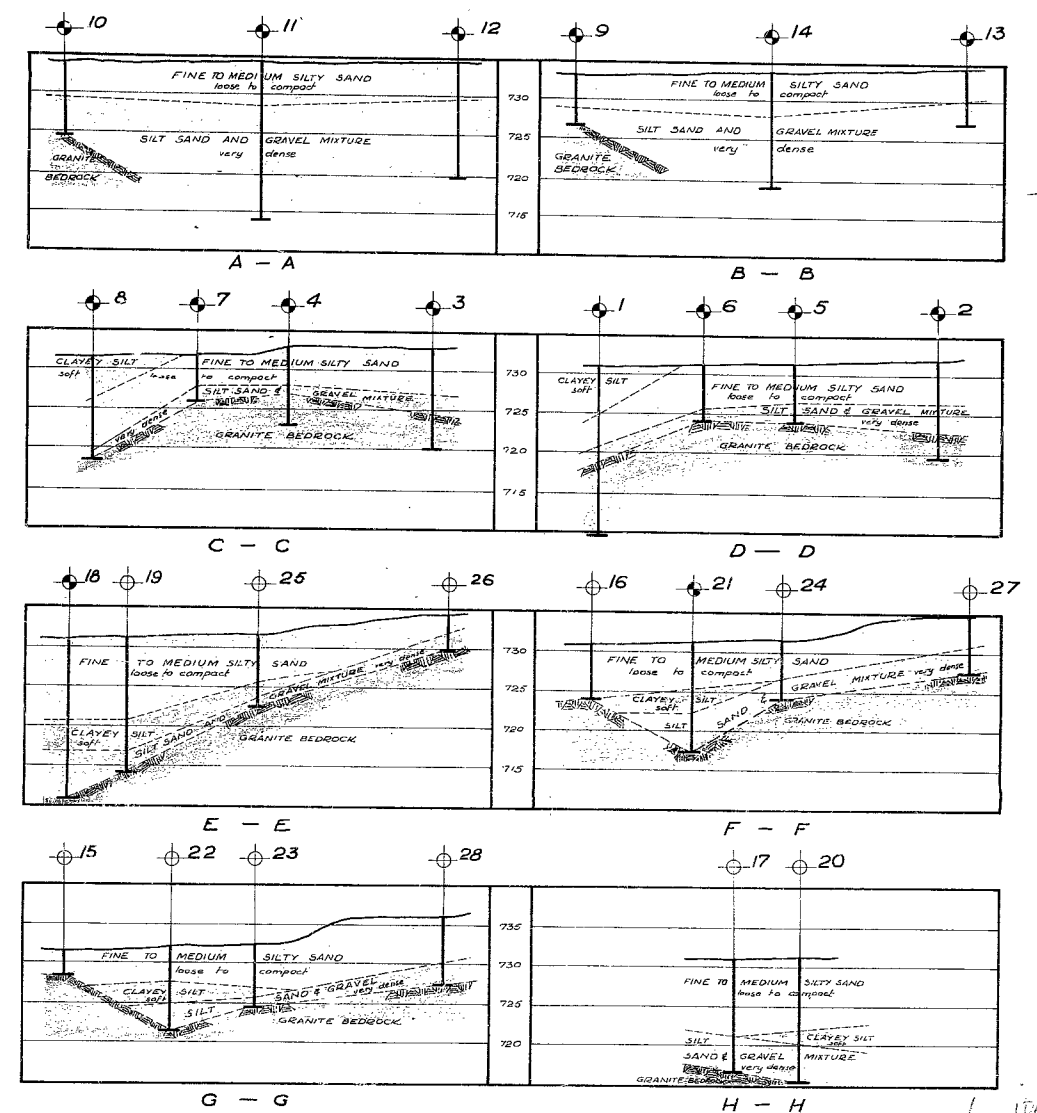 10 11 12 9 14 13
FINE TO MEDIUM SILTY SAND
loose to compact
SILT SAND AND GRAVEL MIXTURE
very dense
GRANITE
BEDROCK
730
725
720
715
FINE TO MEDIUM SILTY SAND
loose to compact
SILT SAND AND GRAVEL MIXTURE
very dense
GRANITE
BEDROCK
A — A
B — B
8 7 4 3 1 6 5 2
CLAYEY SILT
soft
loose
FINE TO MEDIUM SILTY SAND
to compact
SILT SAND & GRAVEL MIXTURE
very dense
GRANITE BEDROCK
730
725
720
715
CLAYEY SILT
soft
FINE TO MEDIUM SILTY SAND
loose to compact
SILT SAND & GRAVEL MIXTURE
very dense
GRANITE BEDROCK
C — C
D — D
18 19 25 26 16 21 24 27
FINE TO MEDIUM SILTY SAND
loose to compact
CLAYEY SILT
soft
SILT SAND GRAVEL MIXTURE very dense
GRANITE BEDROCK
730
725
720
715
FINE TO MEDIUM SILTY SAND
loose to compact
CLAYEY SILT
soft
SILT SAND & GRAVEL MIXTURE very dense
GRANITE BEDROCK
E — E
F — F
15 22 23 28 17 20
FINE TO MEDIUM SILTY SAND
loose to compact
CLAYEY SILT
soft
SILT SAND & GRAVEL
very dense
GRANITE BEDROCK
735
730
725
720
FINE TO MEDIUM SILTY SAND
loose to compact
SILT
CLAYEY SILT
soft
SAND & GRAVEL MIXTURE
very dense
GRANITE BEDROCK
G — G
H — H